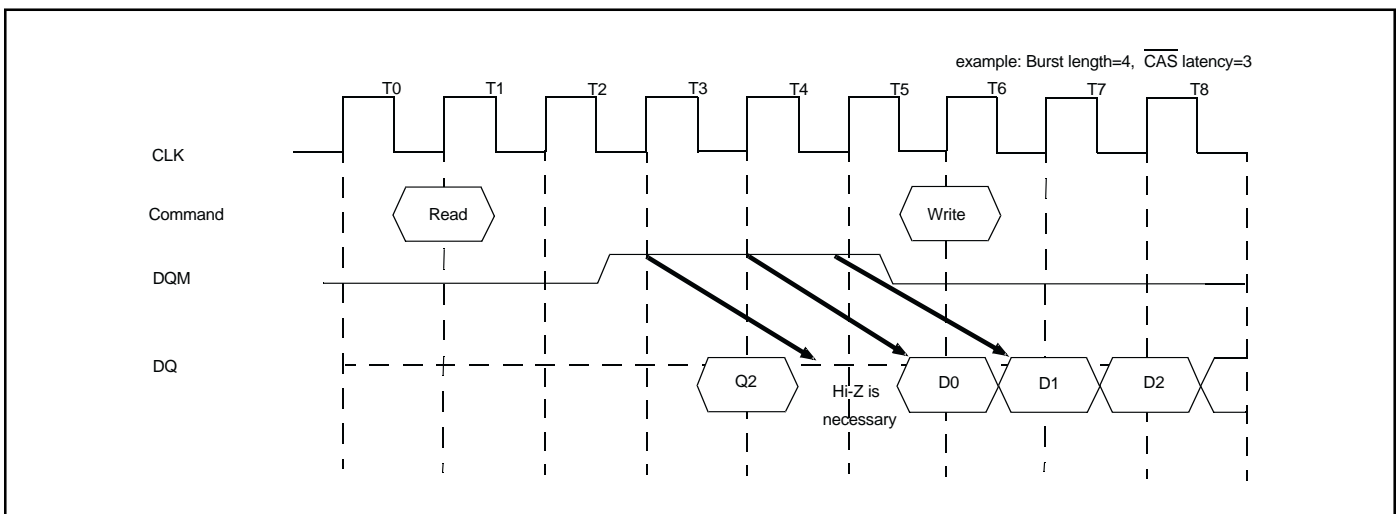 example: Burst length=4, CAS latency=3
T0 T1 T2 T3 T4 T5 T6 T7 T8
CLK
Command Read Write
DQM
DQ Q2 D0 D1 D2
Hi-Z is
necessary